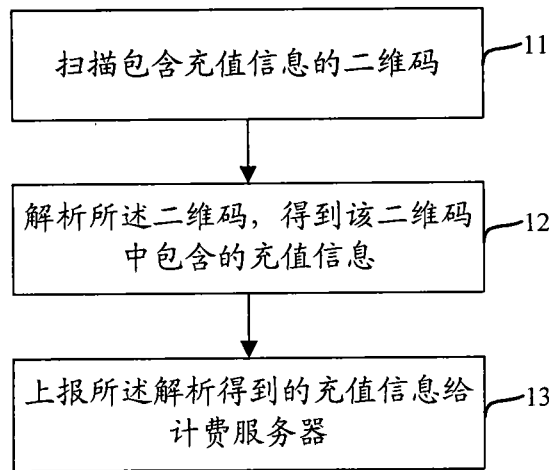 扫描包含充值信息的二维码
11
解析所述二维码，得到该二维码
中包含的充值信息
12
上报所述解析得到的充值信息给
计费服务器
13